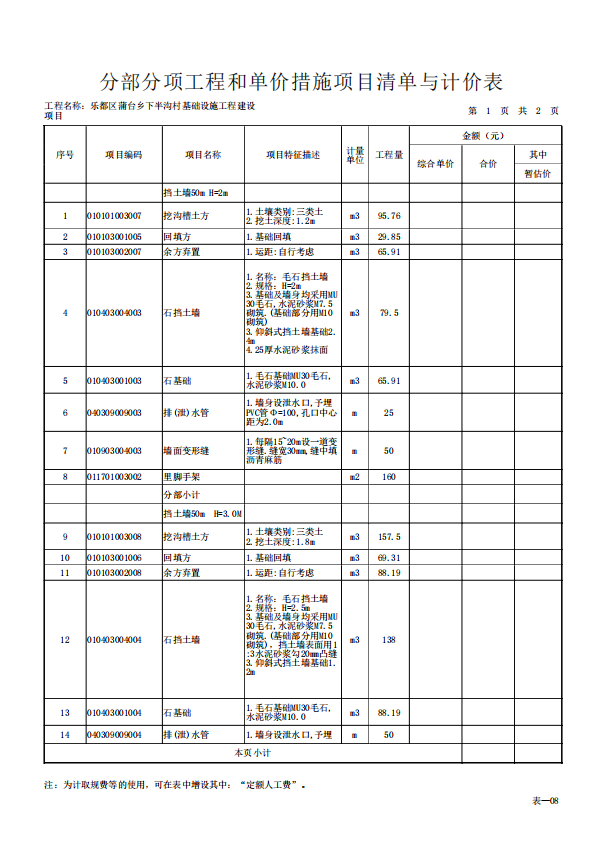 分部分项工程和单价措施项目清单与计价表
工程名称: 乐都区蒲台乡下半沟村基础设施工程建设
项目
第 1 页 共 2 页
序号 项目编码 项目名称 项目特征描述 计量单位 工程量 金额(元)
综合单价 合价 其中
暂估价
挡土墙50m H=2m
1 010101003007 挖沟槽土方 1.土壤类别:三类土
2.挖土深度:1.2m m3 95.76
2 010103001005 回填方 1.基础回填 m3 29.85
3 010103002007 余方弃置 1.运距:自行考虑 m3 65.91
4 010403004003 石挡土墙 1.名称: 毛石挡土墙
2.规格: H=2m
3.基础及墙身均采用MU
30毛石,水泥砂浆M7.5
砌筑.(基础部分用M10
砌筑)
3.仰斜式挡土墙基础2.
4m
4.25厚水泥砂浆抹面 m3 79.5
5 010403001003 石基础 1.毛石基础MU30毛石,
水泥砂浆M10.0 m3 65.91
6 040309009003 排(泄)水管 1.墙身设泄水口,予埋
PVC管Φ=100,孔口中心
距为2.0m m 25
7 010903004003 墙面变形缝 1.每隔15~20m设一道变
形缝.缝宽30mm,缝中填
沥青麻筋 m 50
8 011701003002 里脚手架 m2 160
分部小计
挡土墙50m H=3.0M
9 010101003008 挖沟槽土方 1.土壤类别:三类土
2.挖土深度:1.8m m3 157.5
10 010103001006 回填方 1.基础回填 m3 69.31
11 010103002008 余方弃置 1.运距:自行考虑 m3 88.19
12 010403004004 石挡土墙 1.名称: 毛石挡土墙
2.规格: H=2.5m
3.基础及墙身均采用MU
30毛石,水泥砂浆M7.5
砌筑.(基础部分用M10
砌筑), 挡土墙表面用1
:3水泥砂浆勾20mm凸缝
3.仰斜式挡土墙基础1.
2m m3 138
13 010403001004 石基础 1.毛石基础MU30毛石,
水泥砂浆M10.0 m3 88.19
14 040309009004 排(泄)水管 1.墙身设泄水口,予埋 m 50
本页小计
注: 为计取规费等的使用, 可在表中增设其中: “定额人工费”。
表—08